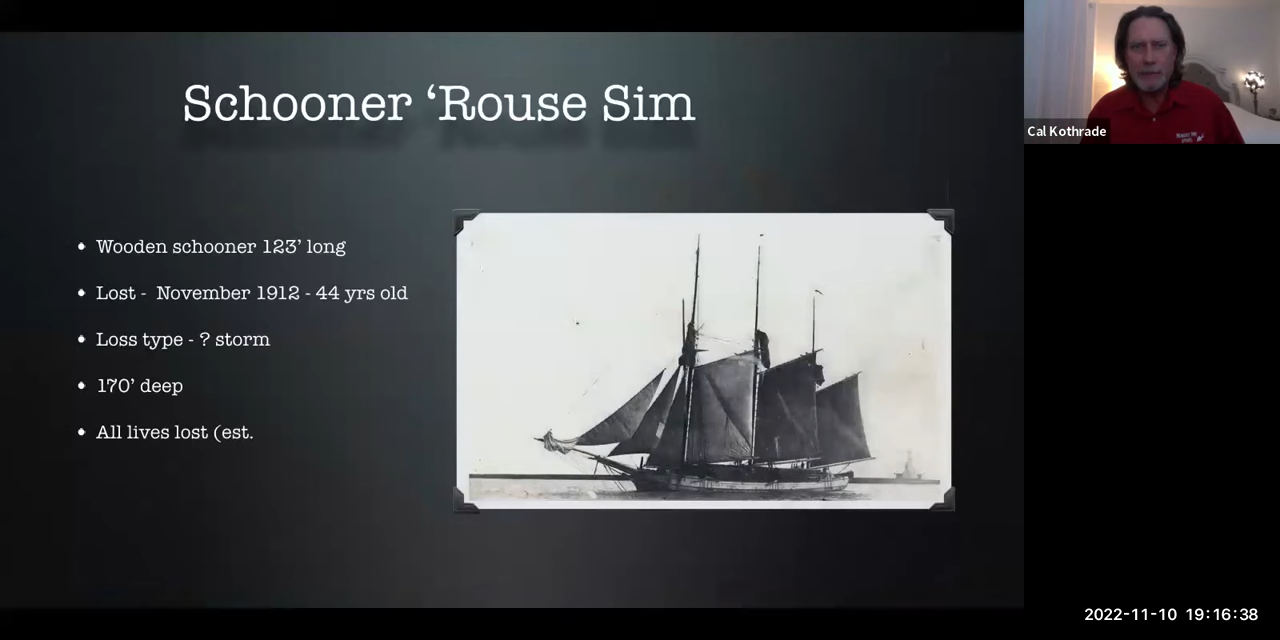 Schooner ‘Rouse Sim
• Wooden schooner 123’ long
• Lost - November 1912 - 44 yrs old
• Loss type - ? storm
• 170’ deep
• All lives lost (est.
Cal Kothrade
2022-11-10 19:16:38